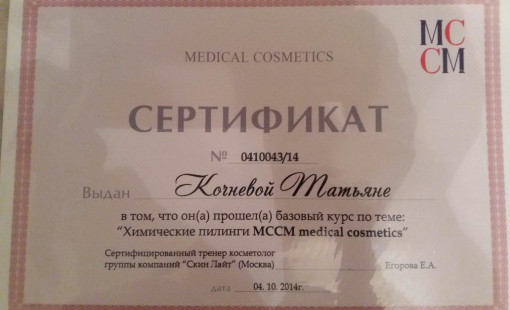 MC
CM
MEDICAL COSMETICS
СЕРТИФИКАТ
№ 0410043/14
Выдан Кочневой Татьяне
в том, что он(а) прошел(а) базовый курс по теме:
“Химические пилинги MCCM medical cosmetics”
Сертифицированный тренер косметолог
группы компаний “Скин Лайт” (Москва) Егорова Е.А.
дата 04. 10. 2014г.